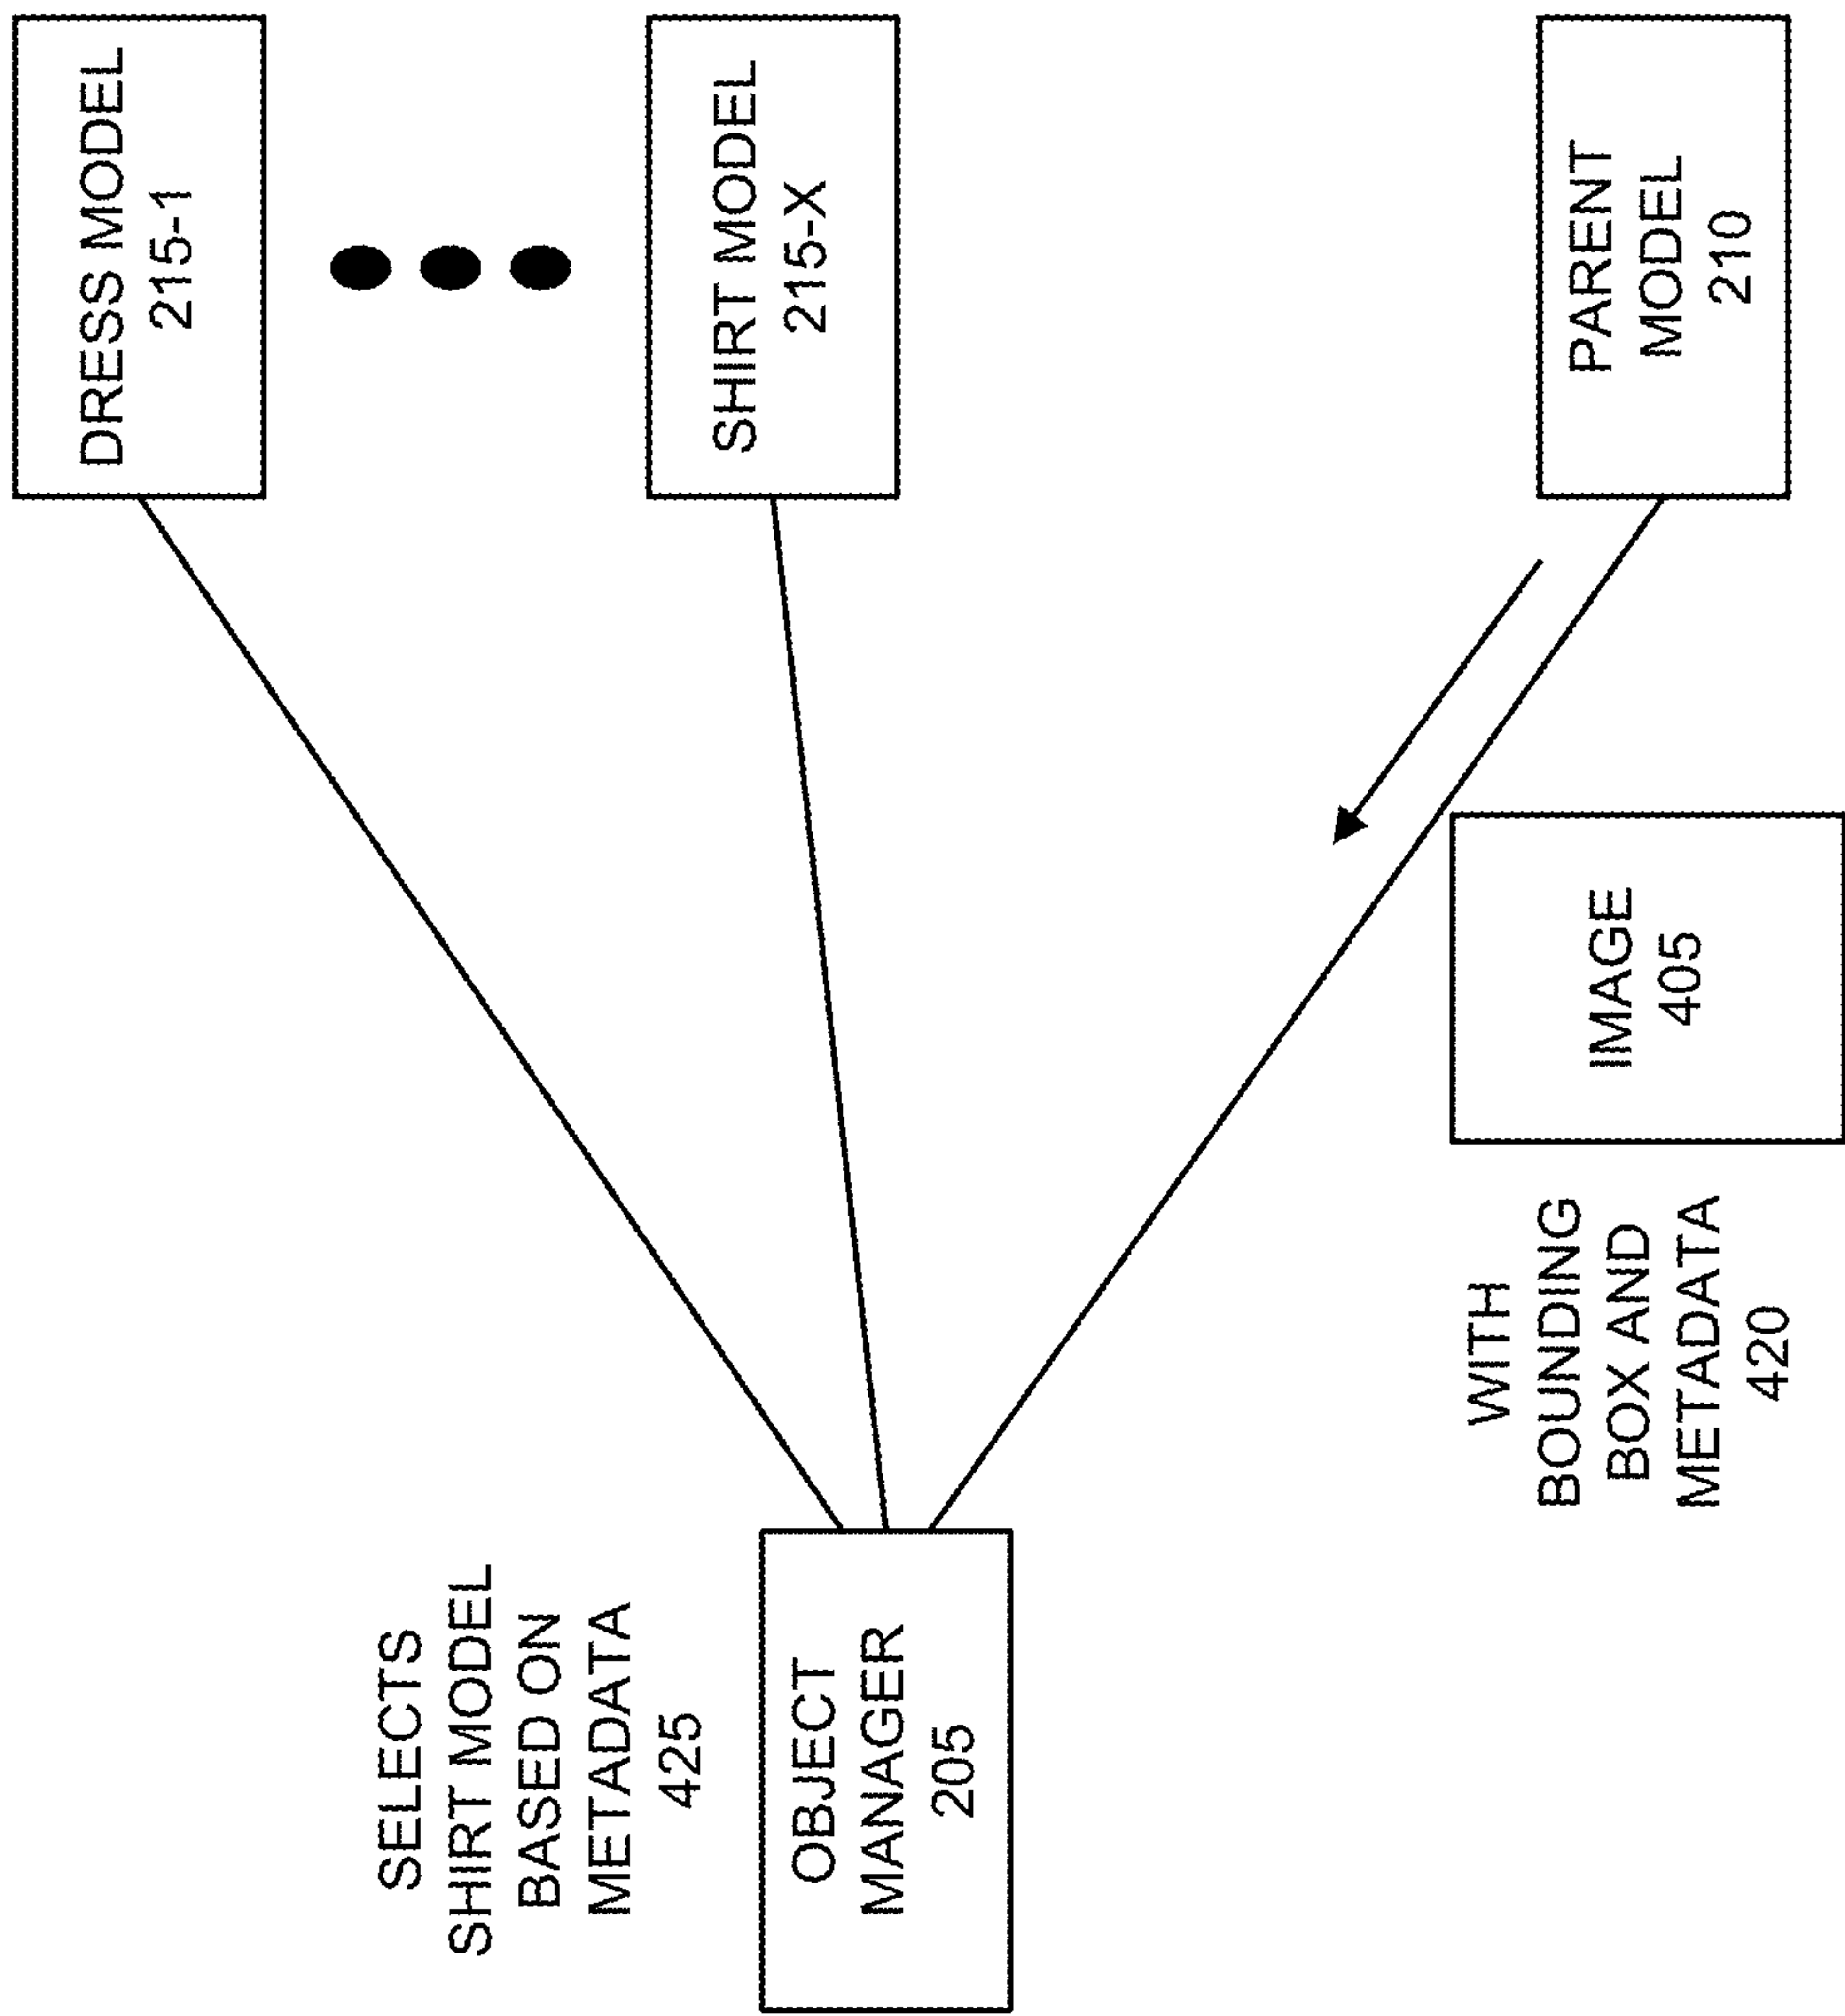 DRESS MODEL
215-1
SHIRT MODEL
215-X
SELECTS
SHIRT MODEL
BASED ON
METADATA
425
OBJECT
MANAGER
205
PARENT
MODEL
210
IMAGE
405
WITH
BOUNDING
BOX AND
METADATA
420